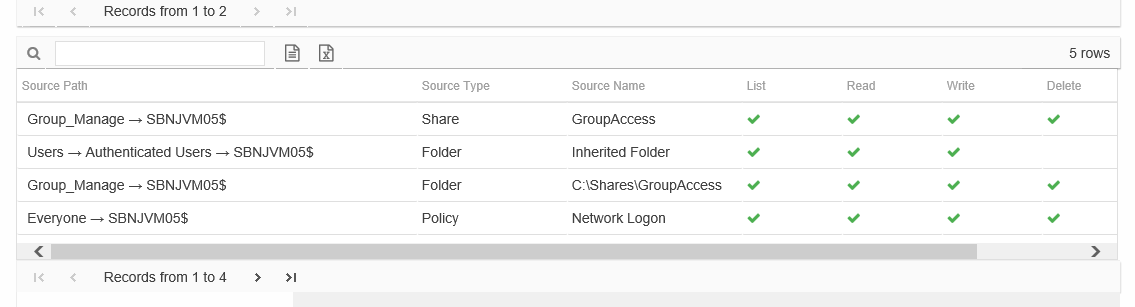 Records from 1 to 2
5 rows
Source Path Source Type Source Name List Read Write Delete
Group_Manage → SBNJVM05$ Share GroupAccess
Users → Authenticated Users → SBNJVM05$ Folder Inherited Folder
Group_Manage → SBNJVM05$ Folder C:\Shares\GroupAccess
Everyone → SBNJVM05$ Policy Network Logon
Records from 1 to 4